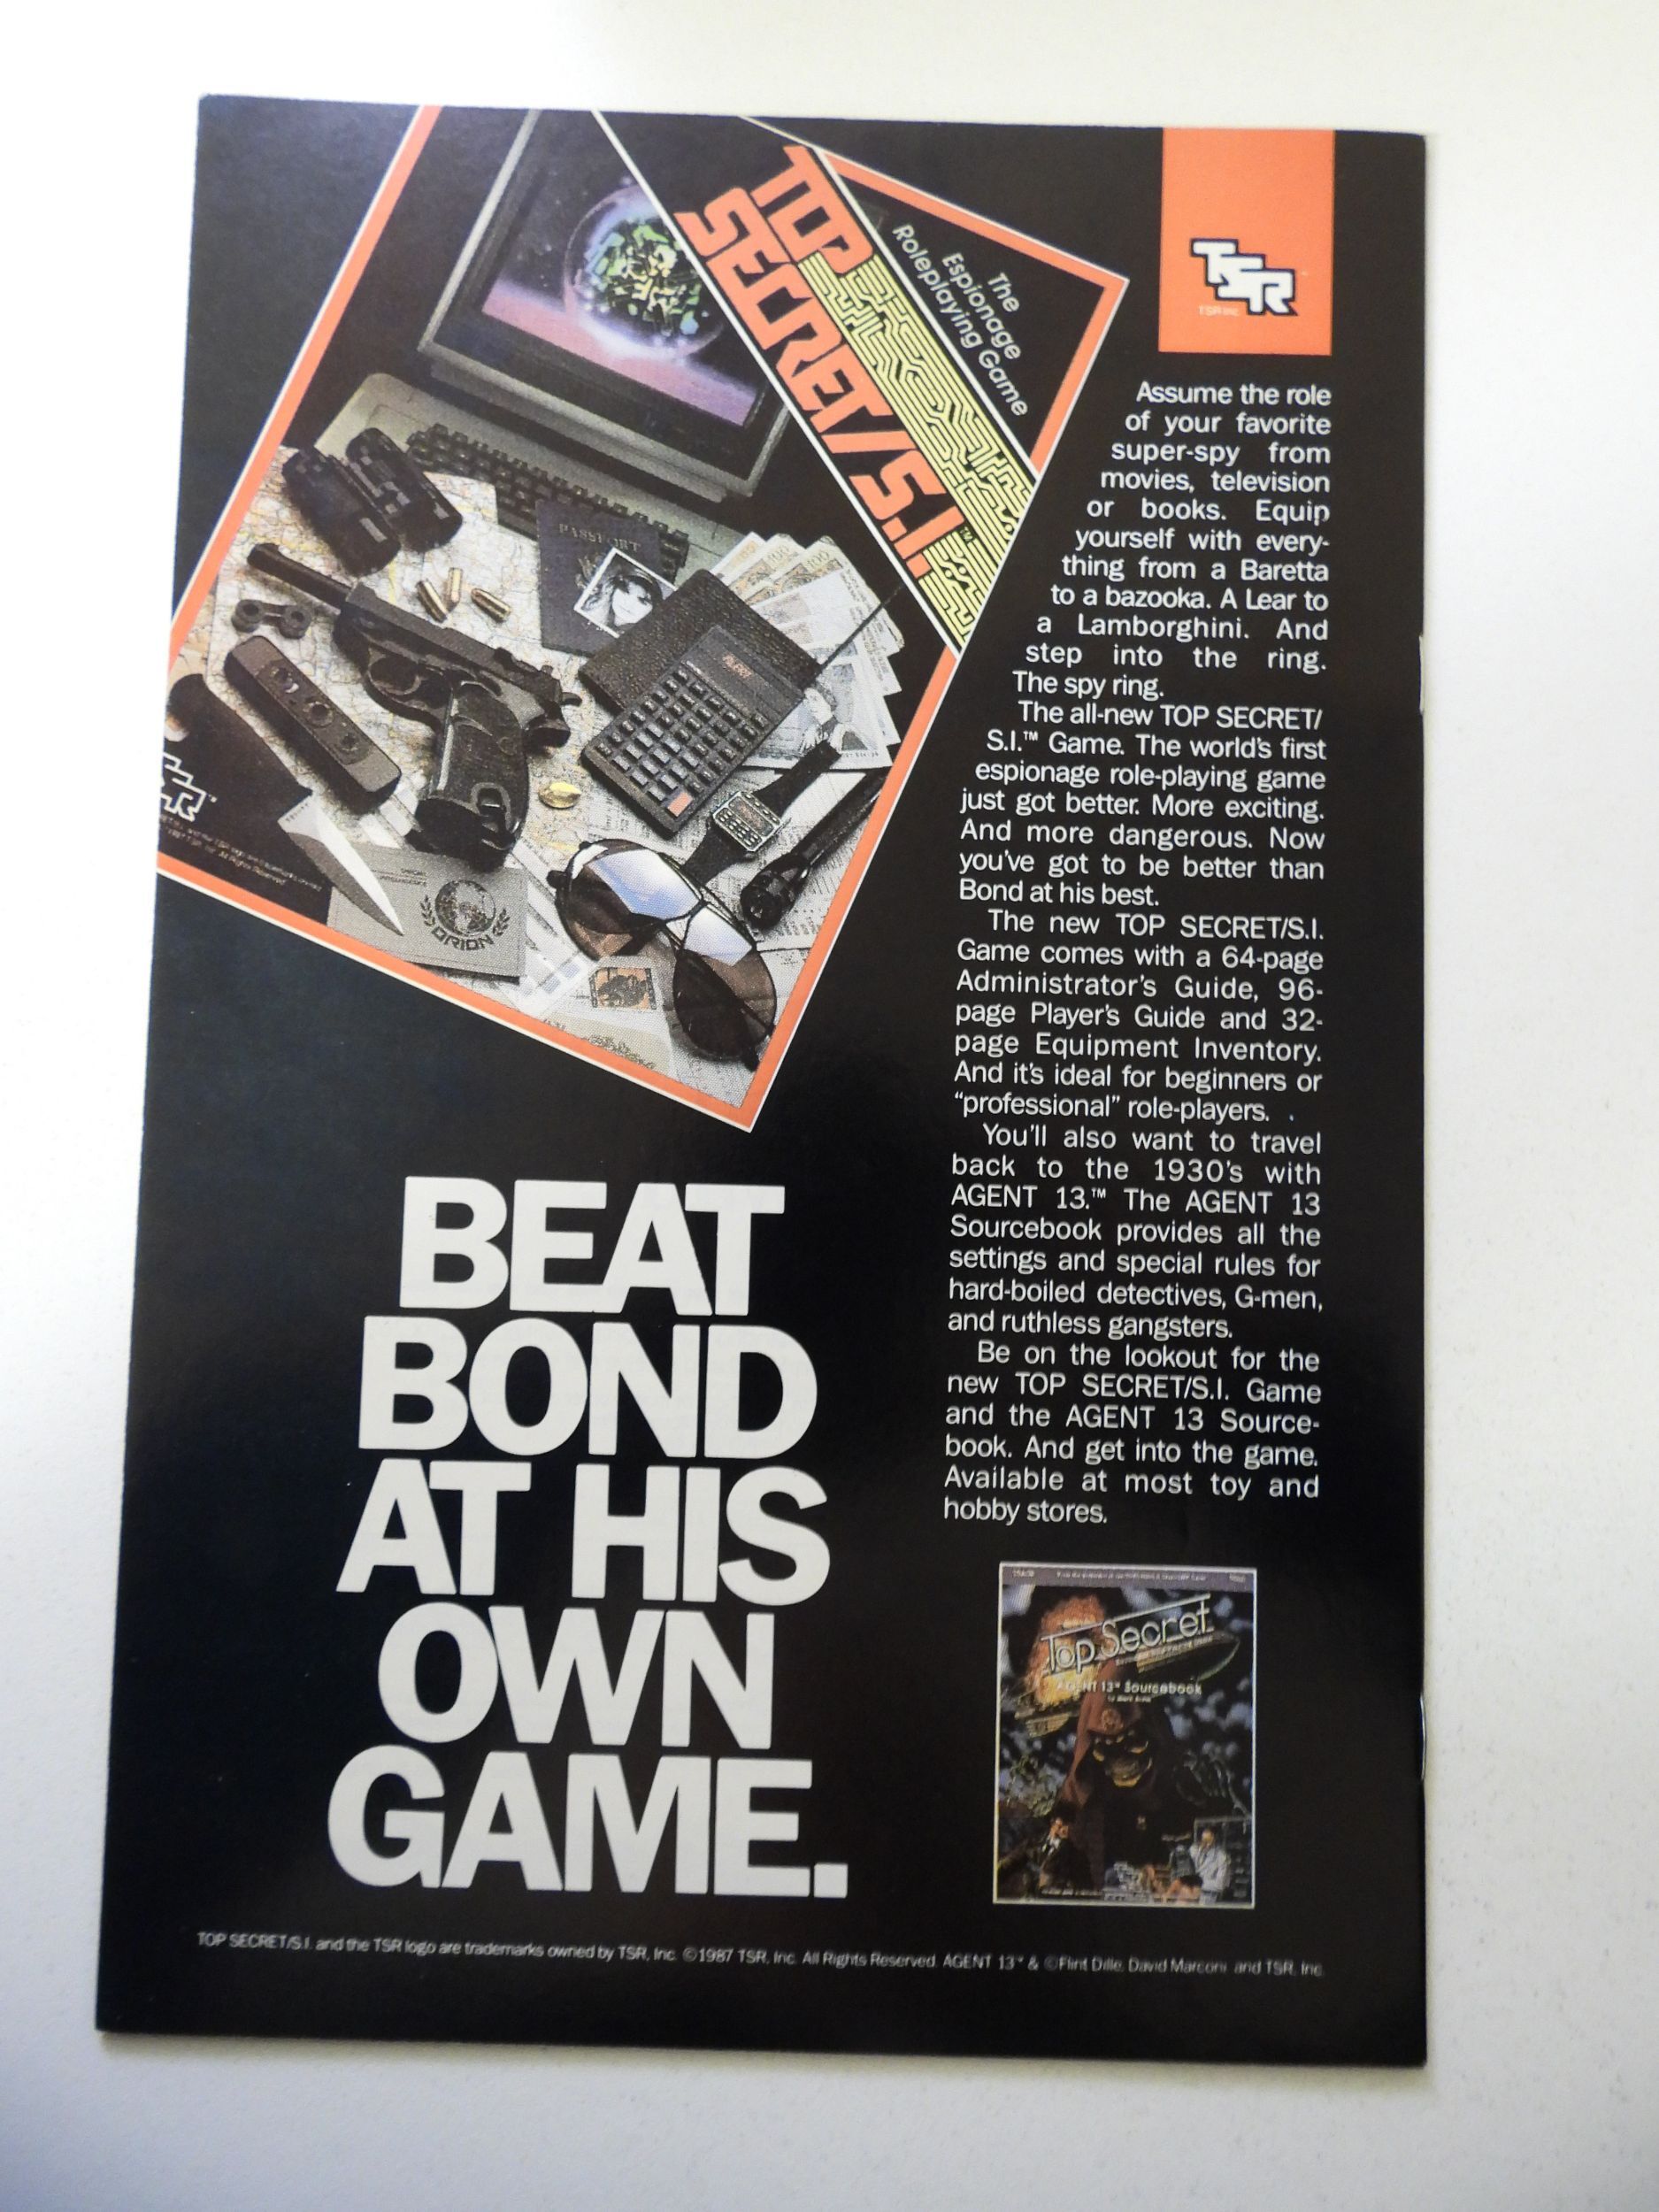 TOP
SECRET/S.I.™
The
Espionage
Roleplaying Game
PASSPORT
ALERT
100
100
ORION
TSR
TSR Inc.
Assume the role
of your favorite
super-spy from
movies, television
or books. Equip
yourself with every-
thing from a Baretta
to a bazooka. A Lear to
a Lamborghini. And
step into the ring.
The spy ring.
The all-new TOP SECRET/
S.I.™ Game. The world's first
espionage role-playing game
just got better. More exciting.
And more dangerous. Now
you've got to be better than
Bond at his best.
The new TOP SECRET/S.I.
Game comes with a 64-page
Administrator's Guide, 96-
page Player's Guide and 32-
page Equipment Inventory.
And it's ideal for beginners or
“professional” role-players.
You'll also want to travel
back to the 1930's with
AGENT 13.™ The AGENT 13
Sourcebook provides all the
settings and special rules for
hard-boiled detectives, G-men,
and ruthless gangsters.
Be on the lookout for the
new TOP SECRET/S.I. Game
and the AGENT 13 Source-
book. And get into the game.
Available at most toy and
hobby stores.
BEAT
BOND
AT HIS
OWN
GAME.
Top Secret
AGENT 13™ Sourcebook
TOP SECRET/S.I. and the TSR logo are trademarks owned by TSR, Inc. ©1987 TSR, Inc. All Rights Reserved. AGENT 13™ & ©Flint Dille, David Marconi and TSR, Inc.